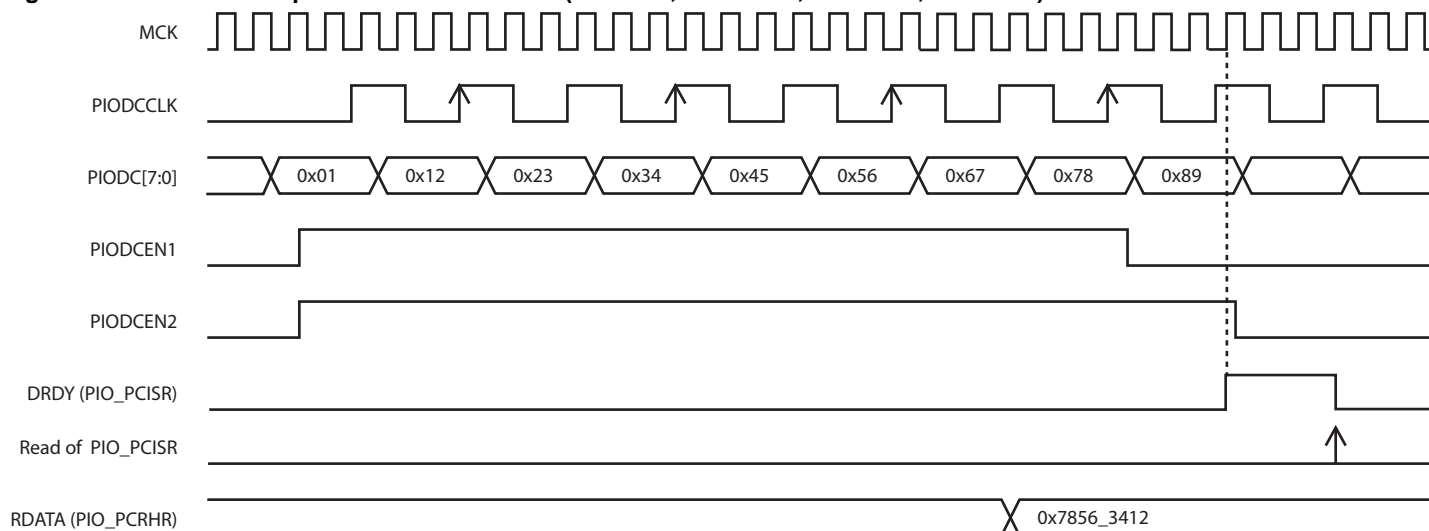 MCK
PIODCCLK
PIODC[7:0] 0x01 0x12 0x23 0x34 0x45 0x56 0x67 0x78 0x89
PIODCEN1
PIODCEN2
DRDY (PIO_PCISR)
Read of PIO_PCISR
RDATA (PIO_PCRHR) 0x7856_3412